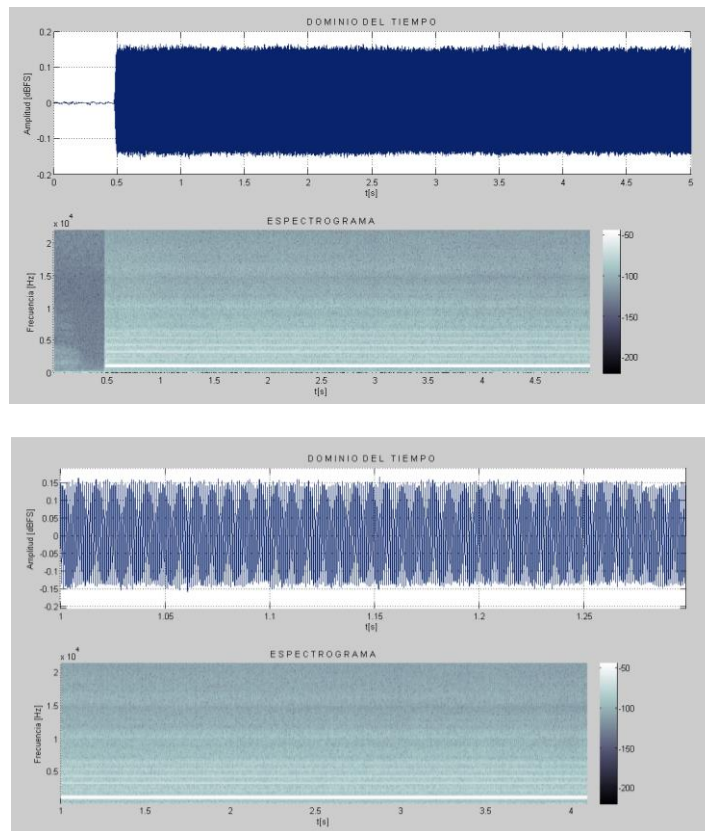 DOMINIO DEL TIEMPO
0.2
0.1
0
-0.1
-0.2
Amplitud [dBFS]
0 0.5 1 1.5 2 2.5 3 3.5 4 4.5 5
t[s]
ESPECTROGRAMA
x 10^4
2
1.5
1
0.5
0
Frecuencia [Hz]
0.5 1 1.5 2 2.5 3 3.5 4 4.5
t[s]
-50
-100
-150
-200
DOMINIO DEL TIEMPO
0.15
0.1
0.05
0
-0.05
-0.1
-0.15
-0.2
Amplitud [dBFS]
1 1.05 1.1 1.15 1.2 1.25
t[s]
ESPECTROGRAMA
x 10^4
2
1.5
1
0.5
Frecuencia [Hz]
1 1.5 2 2.5 3 3.5 4
t[s]
-50
-100
-150
-200